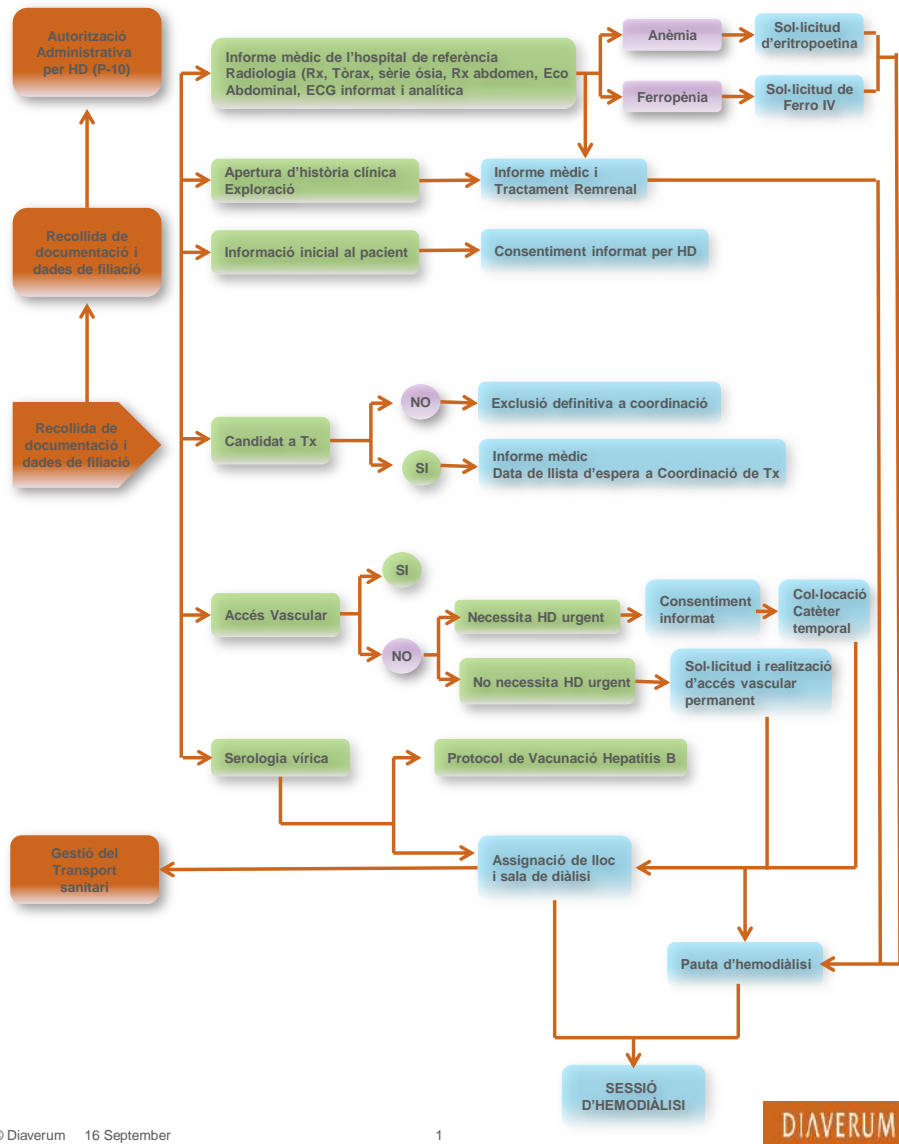 Autorització
Administrativa
per HD (P-10)
Informe mèdic de l'hospital de referència
Radiologia (Rx, Tòrax, sèrie ósia, Rx abdomen, Eco
Abdominal, ECG informat i analítica
Anèmia
Sol·licitud
d'eritropoetina
Ferropènia
Sol·licitud de
Ferro IV
Apertura d'história clínica
Exploració
Informe mèdic i
Tractament Remrenal
Recollida de
documentació i
dades de filiació
Informació inicial al pacient
Consentiment informat per HD
Recollida de
documentació i
dades de filiació
Candidat a Tx
NO
Exclusió definitiva a coordinació
SI
Informe mèdic
Data de llista d'espera a Coordinació de Tx
Accés Vascular
SI
NO
Necessita HD urgent
Consentiment
informat
Col·locació
Catèter
temporal
No necessita HD urgent
Sol·licitud i realització
d'accés vascular
permanent
Serologia vírica
Protocol de Vacunació Hepatitis B
Gestió del
Transport
sanitari
Assignació de lloc
i sala de diàlisi
Pauta d'hemodiàlisi
SESSIÓ
D'HEMODIÀLISI
© Diaverum 16 September
1
DIAVERUM